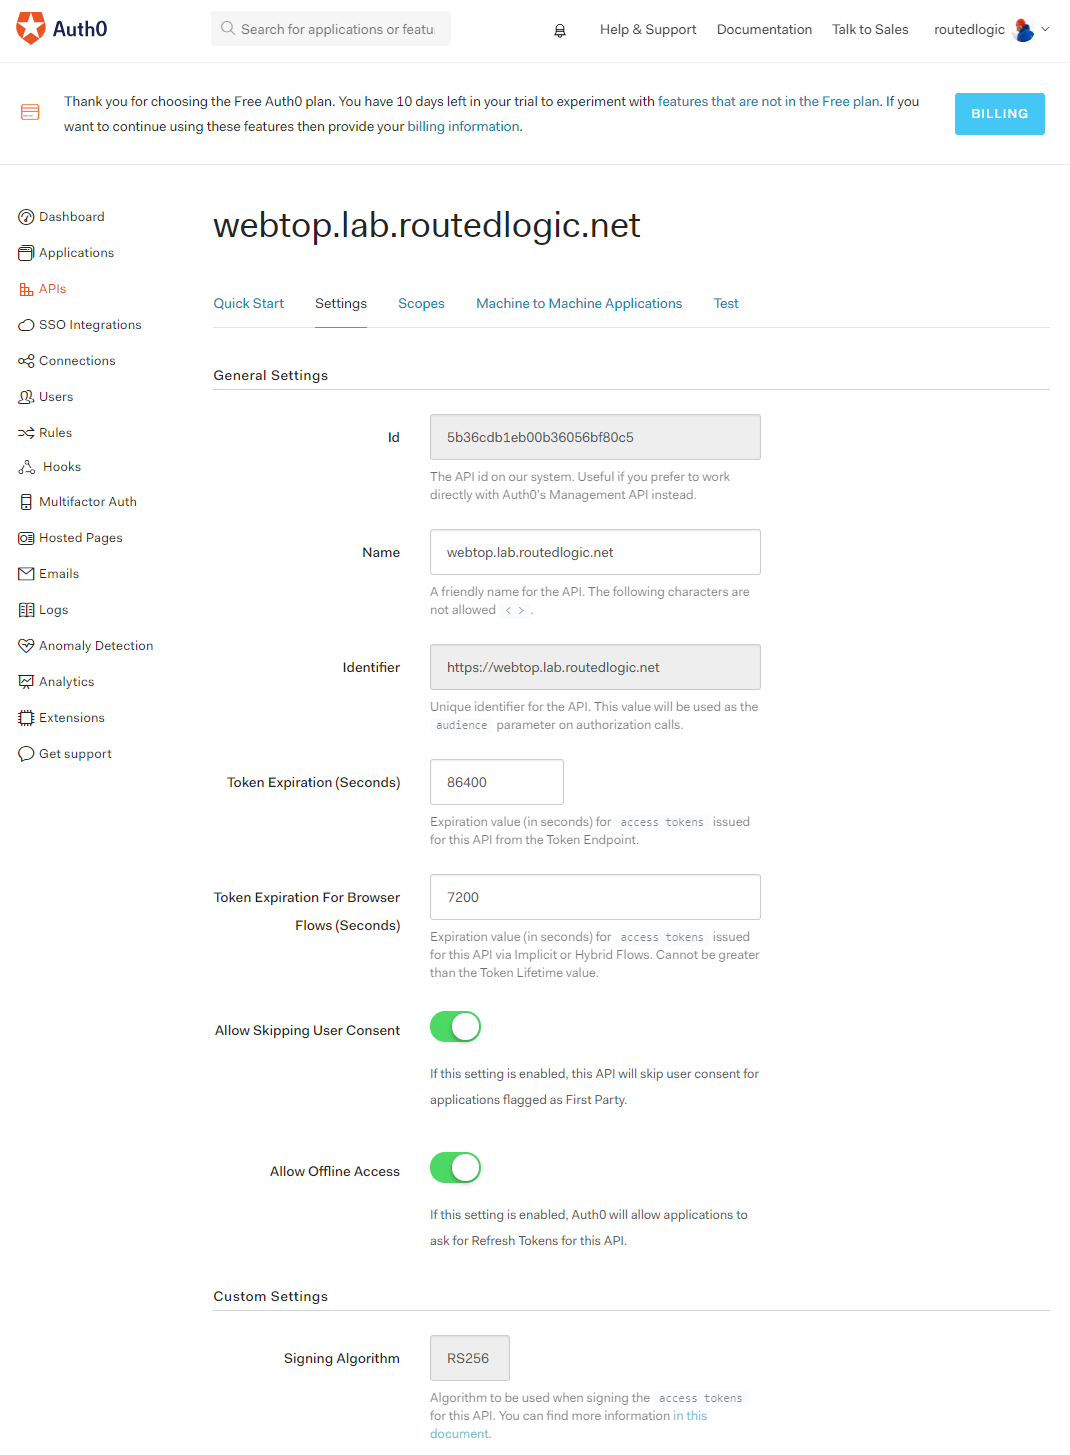 Auth0
Search for applications or featu
Help & Support
Documentation
Talk to Sales
routedlogic
Thank you for choosing the Free Auth0 plan. You have 10 days left in your trial to experiment with features that are not in the Free plan. If you
want to continue using these features then provide your billing information.
BILLING
Dashboard
Applications
APIs
SSO Integrations
Connections
Users
Rules
Hooks
Multifactor Auth
Hosted Pages
Emails
Logs
Anomaly Detection
Analytics
Extensions
Get support
webtop.lab.routedlogic.net
Quick Start
Settings
Scopes
Machine to Machine Applications
Test
General Settings
Id
5b36cdb1eb00b36056bf80c5
The API id on our system. Useful if you prefer to work
directly with Auth0's Management API instead.
Name
webtop.lab.routedlogic.net
A friendly name for the API. The following characters are
not allowed < > .
Identifier
https://webtop.lab.routedlogic.net
Unique identifier for the API. This value will be used as the
audience parameter on authorization calls.
Token Expiration (Seconds)
86400
Expiration value (in seconds) for access tokens issued
for this API from the Token Endpoint.
Token Expiration For Browser
Flows (Seconds)
7200
Expiration value (in seconds) for access tokens issued
for this API via Implicit or Hybrid Flows. Cannot be greater
than the Token Lifetime value.
Allow Skipping User Consent
If this setting is enabled, this API will skip user consent for
applications flagged as First Party.
Allow Offline Access
If this setting is enabled, Auth0 will allow applications to
ask for Refresh Tokens for this API.
Custom Settings
Signing Algorithm
RS256
Algorithm to be used when signing the access tokens
for this API. You can find more information in this
document.